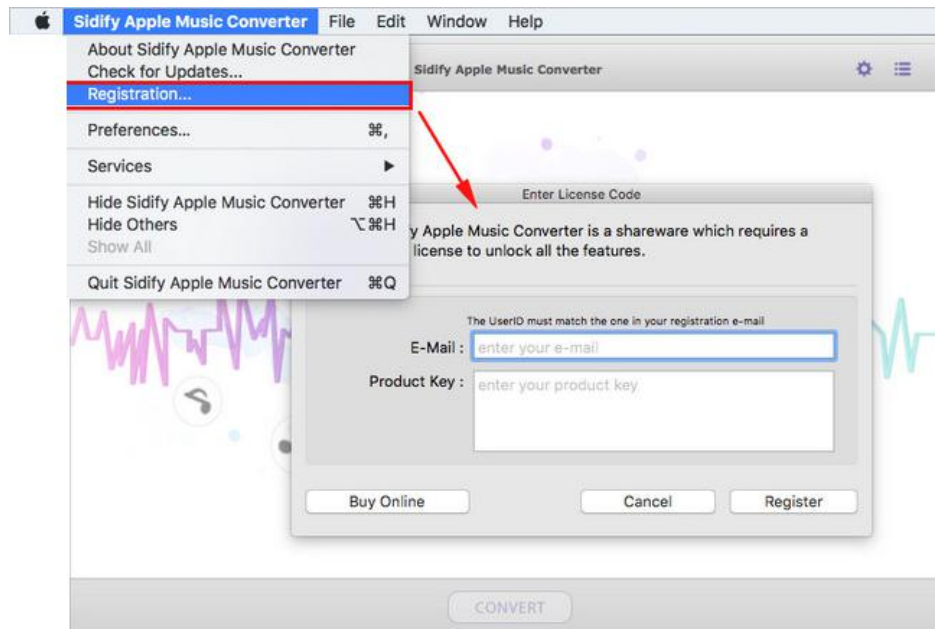 Sidify Apple Music Converter File Edit Window Help
About Sidify Apple Music Converter
Check for Updates...
Registration...
Preferences... ⌘,
Services ▶
Hide Sidify Apple Music Converter ⌘H
Hide Others ⌥⌘H
Show All
Quit Sidify Apple Music Converter ⌘Q
Sidify Apple Music Converter
Enter License Code
y Apple Music Converter is a shareware which requires a
license to unlock all the features.
The UserID must match the one in your registration e-mail
E-Mail : enter your e-mail
Product Key : enter your product key
Buy Online Cancel Register
CONVERT